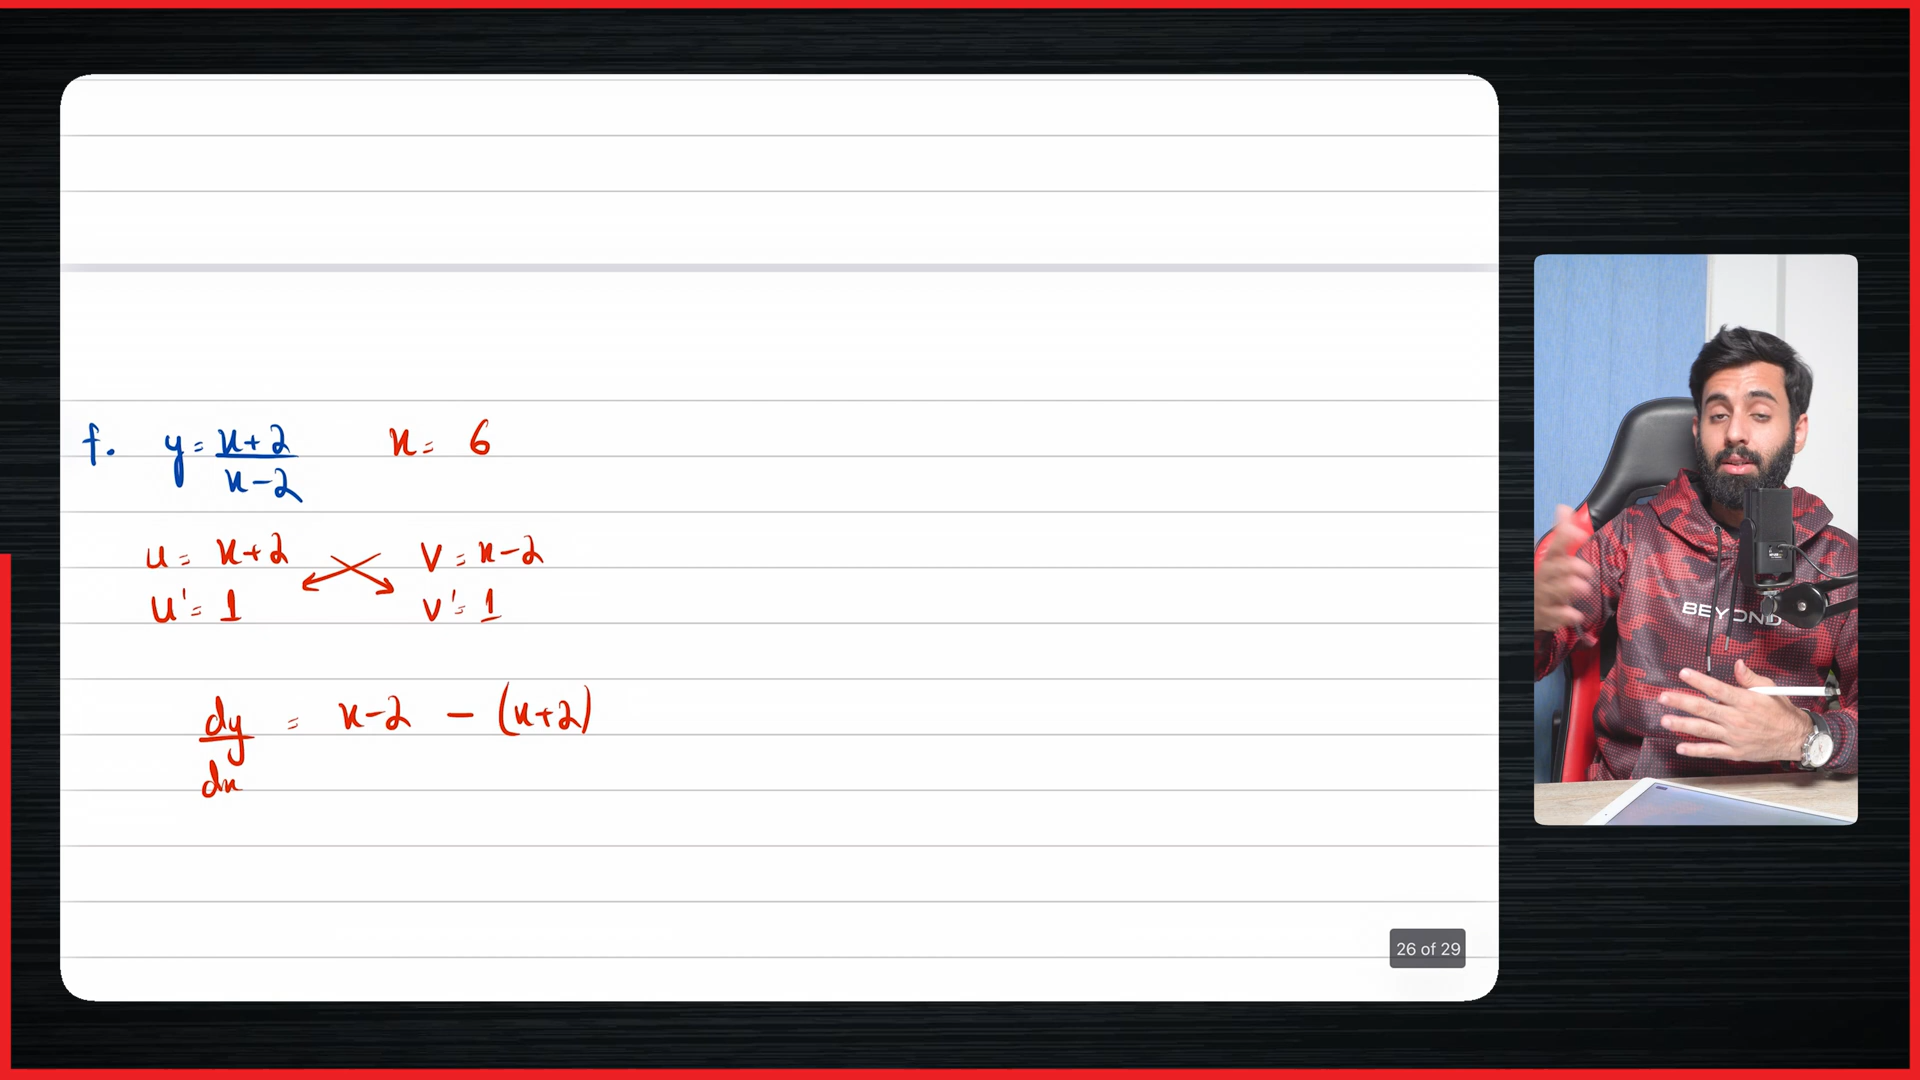 f. y = x+2 / x-2 x = 6
u = x+2 v = x-2
u' = 1 v' = 1
dy/dx = x-2 - (x+2)
26 of 29
BEYOND